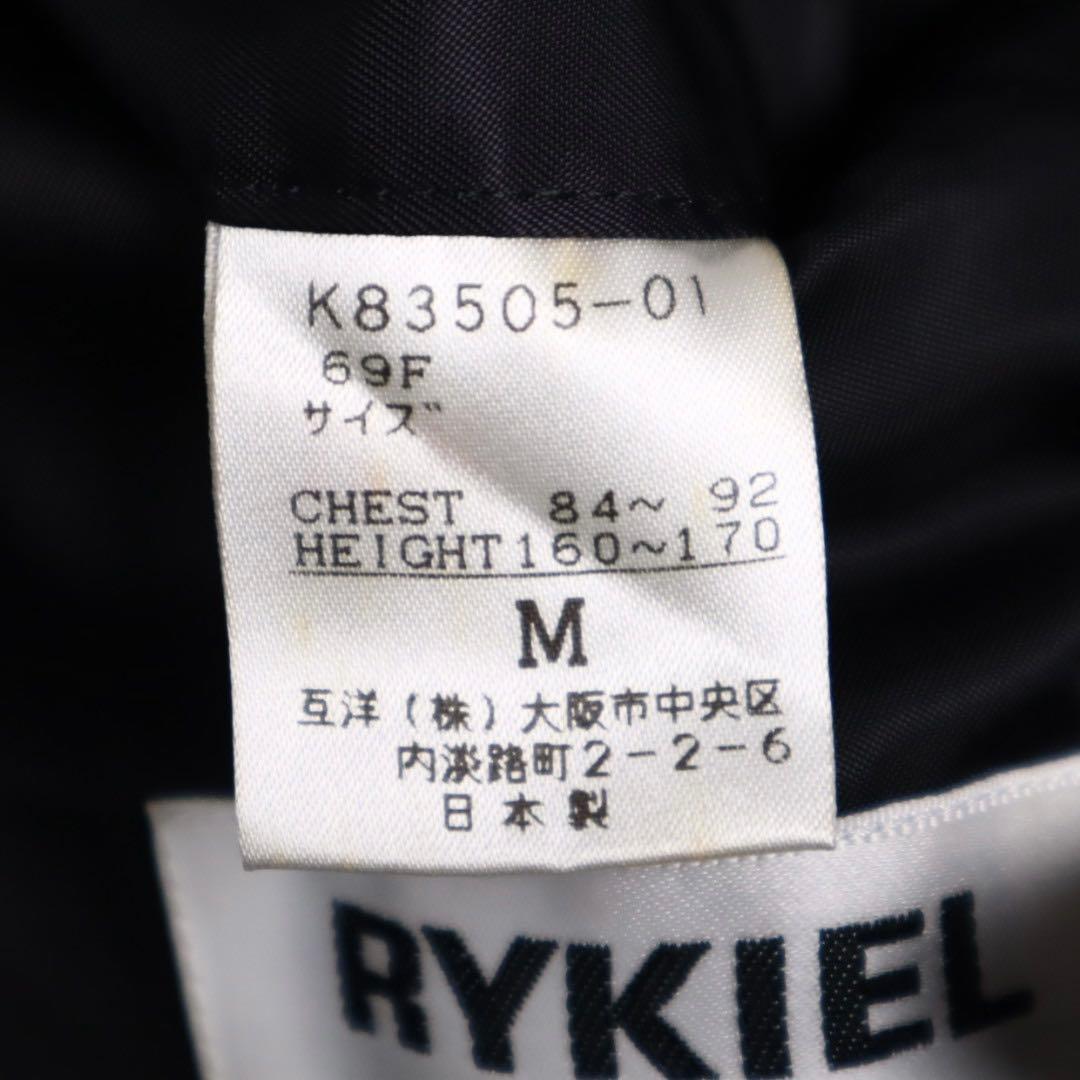 K83505-01
69F
サイズ
CHEST 84~ 92
HEIGHT160~170
M
互洋(株)大阪市中央区
内淡路町2-2-6
日本製
RYKIEL